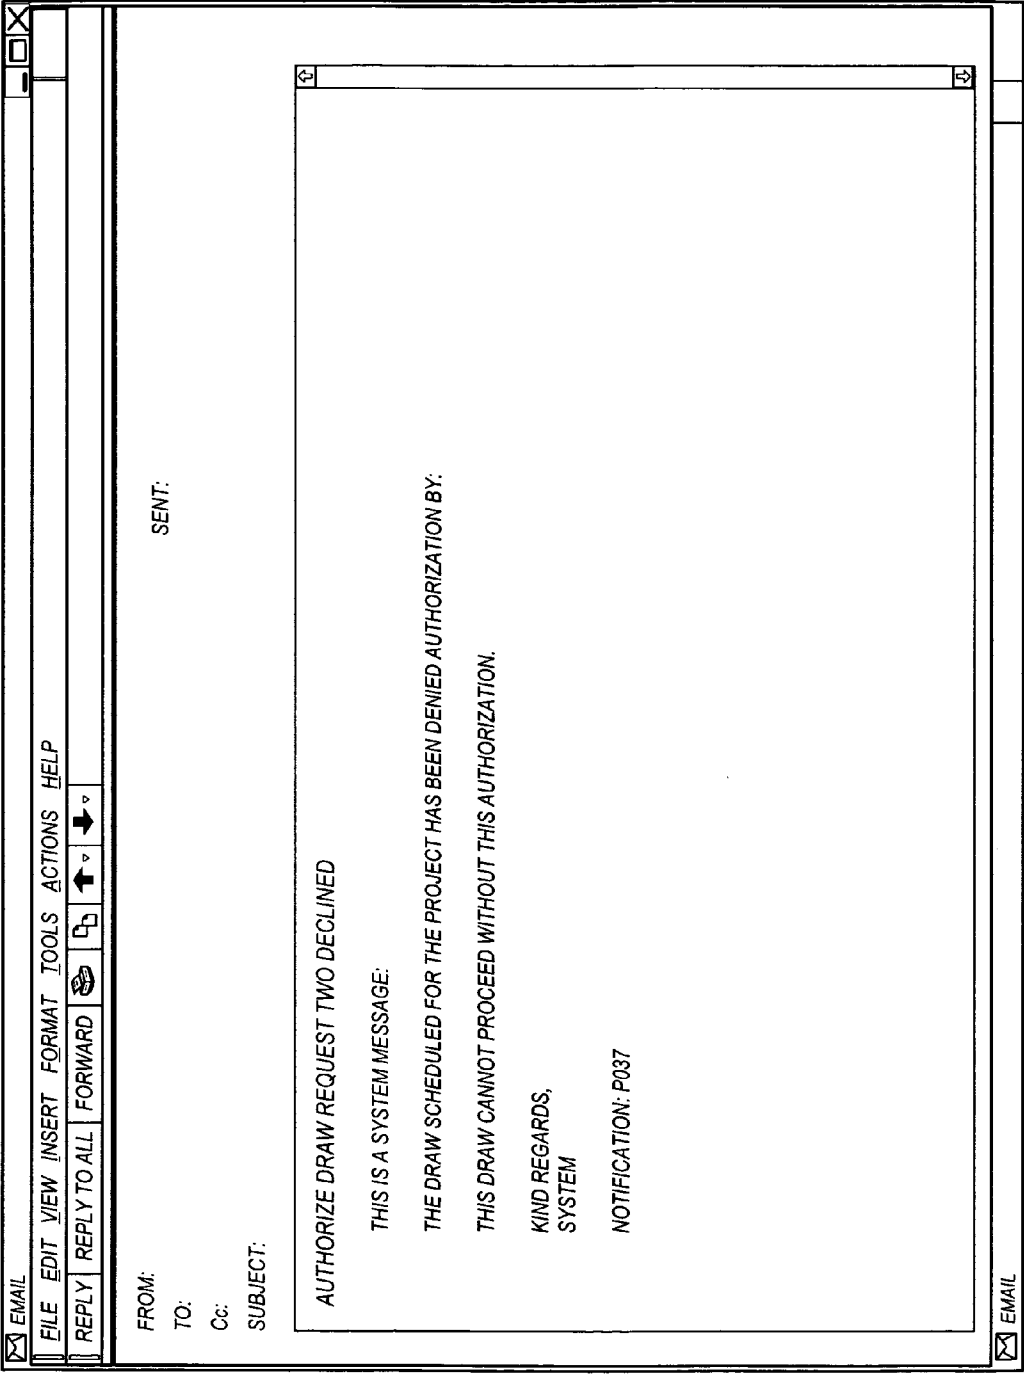 EMAIL
FILE EDIT VIEW INSERT FORMAT TOOLS ACTIONS HELP
REPLY REPLY TO ALL FORWARD
FROM:
SENT:
TO:
Cc:
SUBJECT:
AUTHORIZE DRAW REQUEST TWO DECLINED
THIS IS A SYSTEM MESSAGE:
THE DRAW SCHEDULED FOR THE PROJECT HAS BEEN DENIED AUTHORIZATION BY:
THIS DRAW CANNOT PROCEED WITHOUT THIS AUTHORIZATION.
KIND REGARDS,
SYSTEM
NOTIFICATION: P037
EMAIL